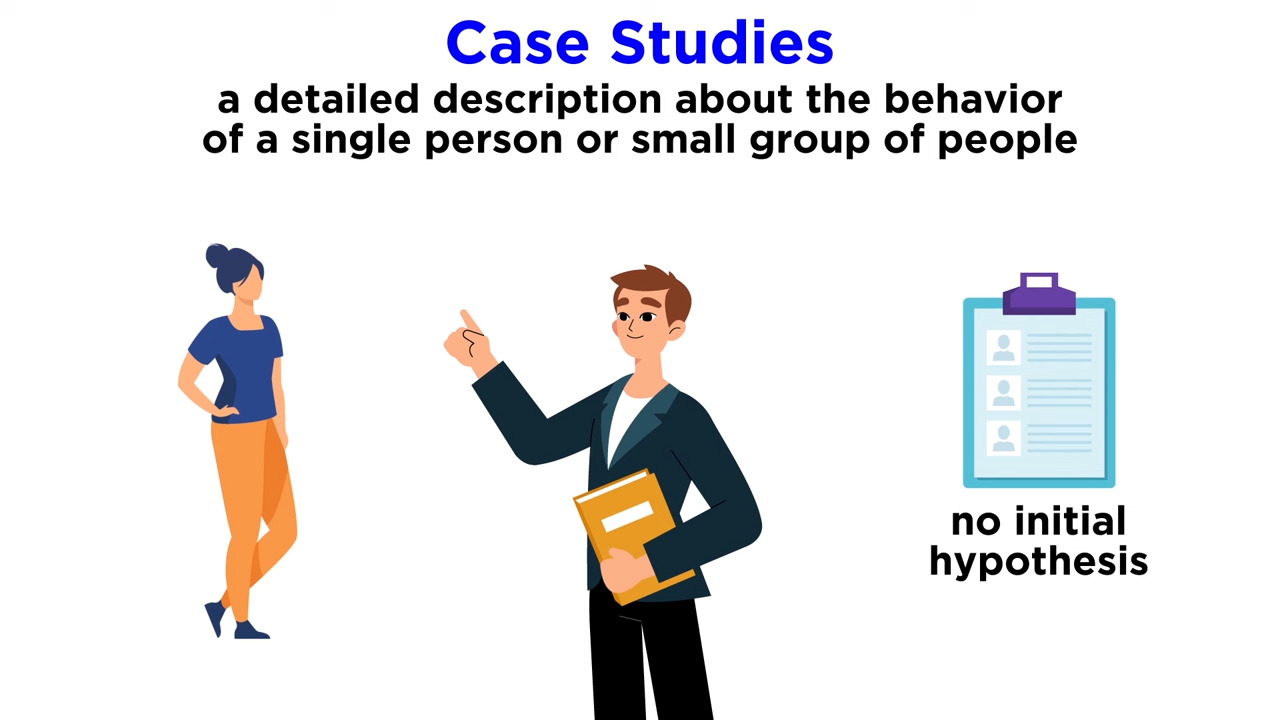 Case Studies
a detailed description about the behavior
of a single person or small group of people
no initial
hypothesis